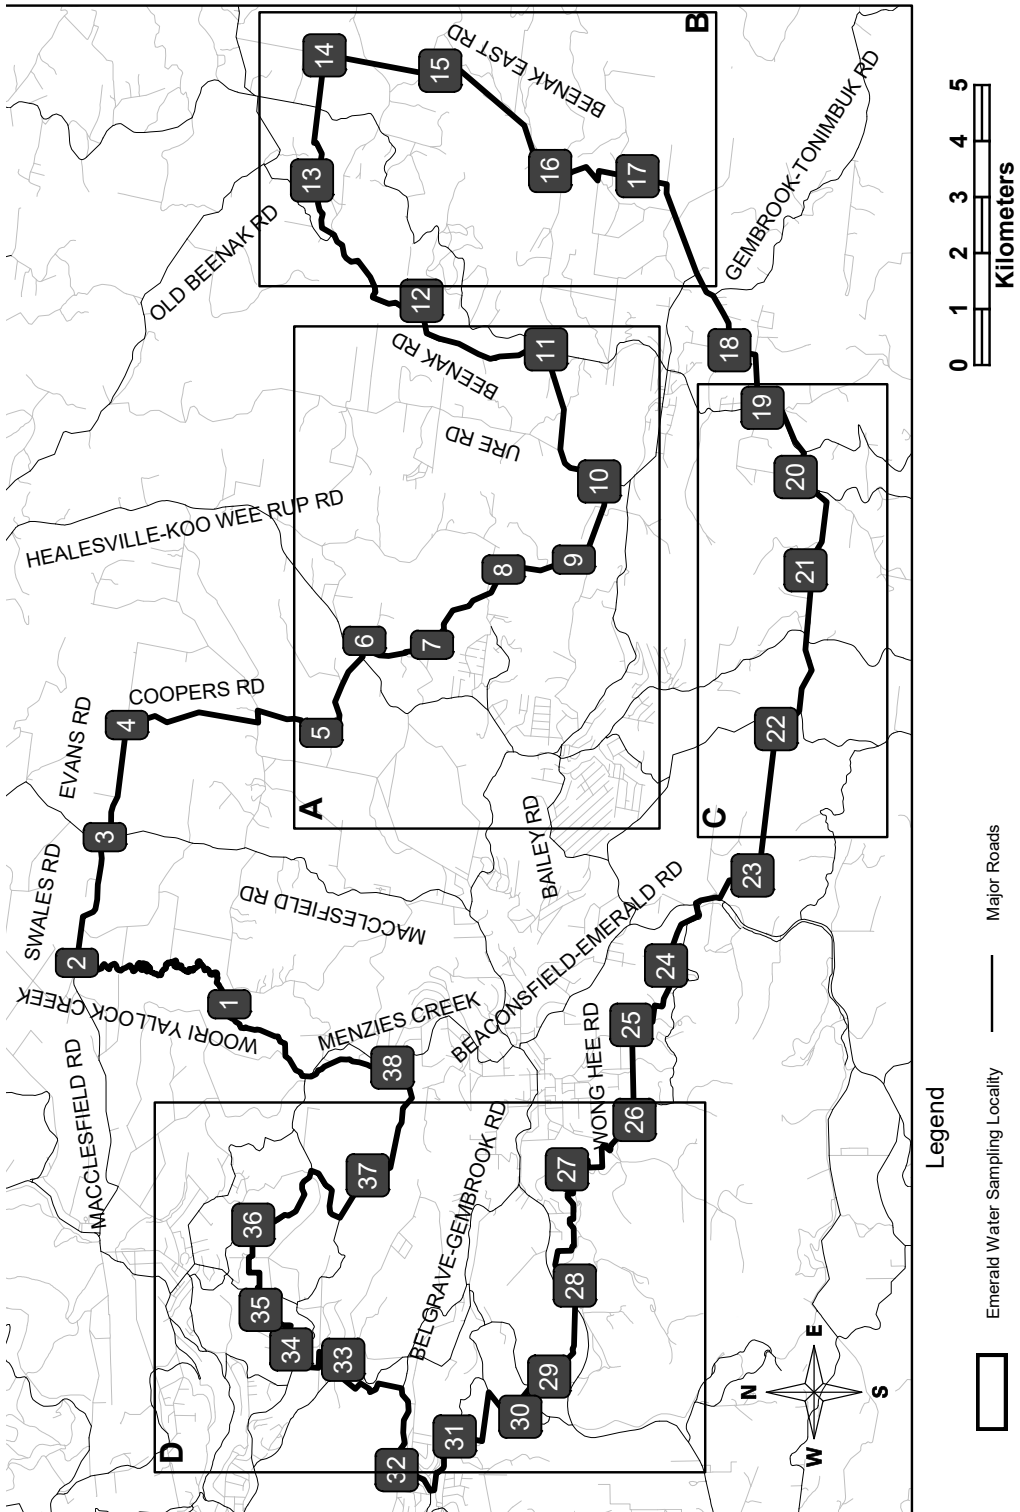 B
14
15
BEENAK EAST RD
13
16
17
OLD BEENAK RD
GEMBROOK-TONIMBUK RD
12
BEENAK RD
11
18
19
URE RD
10
20
HEALESVILLE-KOO WEE RUP RD
9
8
21
7
6
COOPERS RD
5
4
EVANS RD
22
A
C
3
BAILEY RD
23
SWALES RD
MACCLESFIELD RD
BEACONSFIELD-EMERALD RD
2
24
1
WOORI YALLOCK CREEK
MENZIES CREEK
25
WONG HEE RD
38
26
MACCLESFIELD RD
27
37
36
BELGRAVE-GEMBROOK RD
28
35
34
33
29
30
31
32
D
0 1 2 3 4 5
Kilometers
N
E
S
W
Legend
Emerald Water Sampling Locality
Major Roads